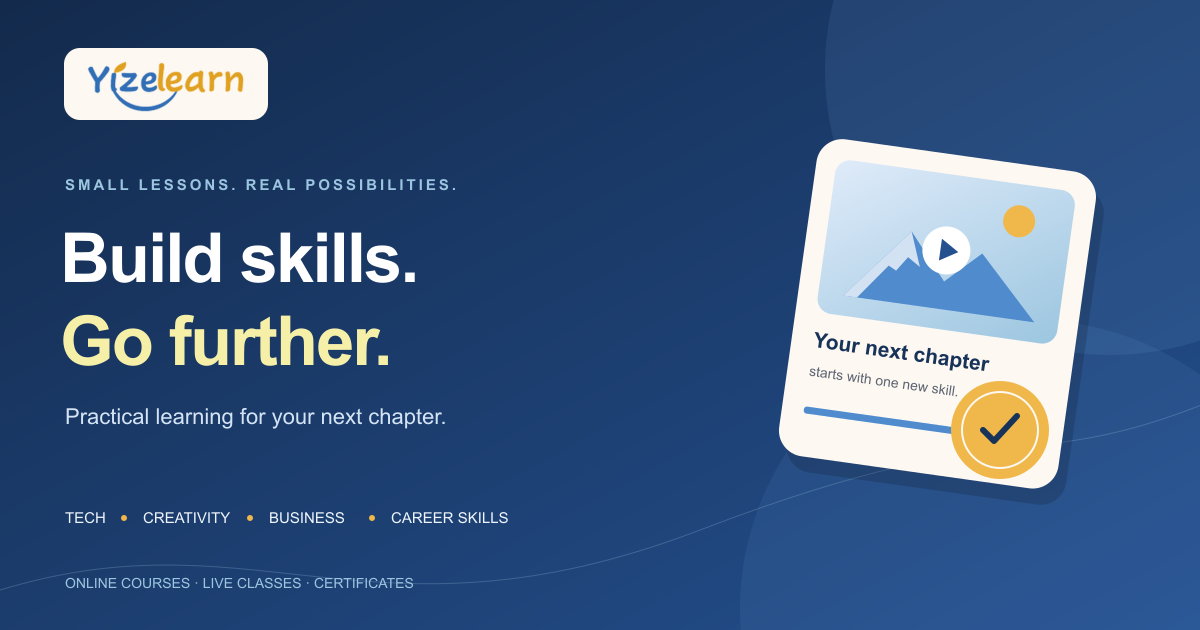 Yizelearn
SMALL LESSONS. REAL POSSIBILITIES.
Build skills.
Go further.
Practical learning for your next chapter.
TECH • CREATIVITY • BUSINESS • CAREER SKILLS
ONLINE COURSES · LIVE CLASSES · CERTIFICATES
Your next chapter
starts with one new skill.